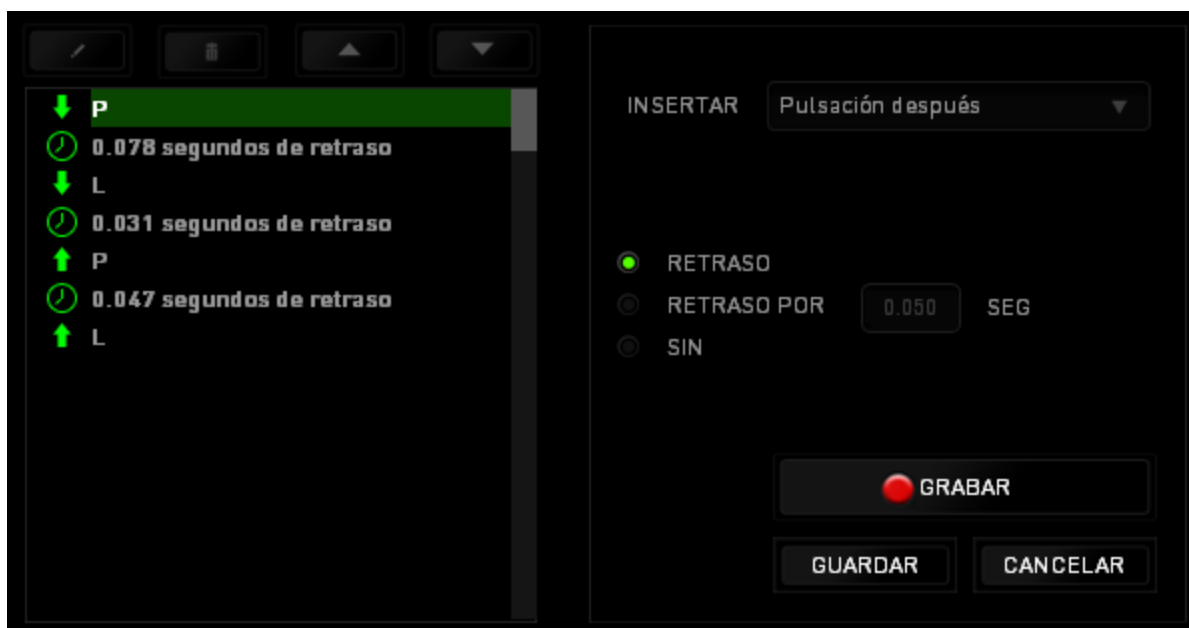 P
0.078 segundos de retraso
L
0.031 segundos de retraso
P
0.047 segundos de retraso
L
INSERTAR Pulsación después
RETRASO
RETRASO POR 0.050 SEG
SIN
GRABAR
GUARDAR CANCELAR